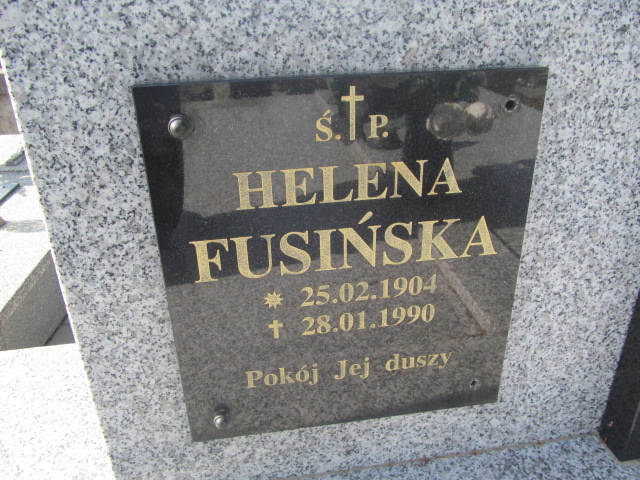 Ś.†P.
HELENA
FUSIŃSKA
✵ 25.02.1904
✝ 28.01.1990
Pokój Jej duszy